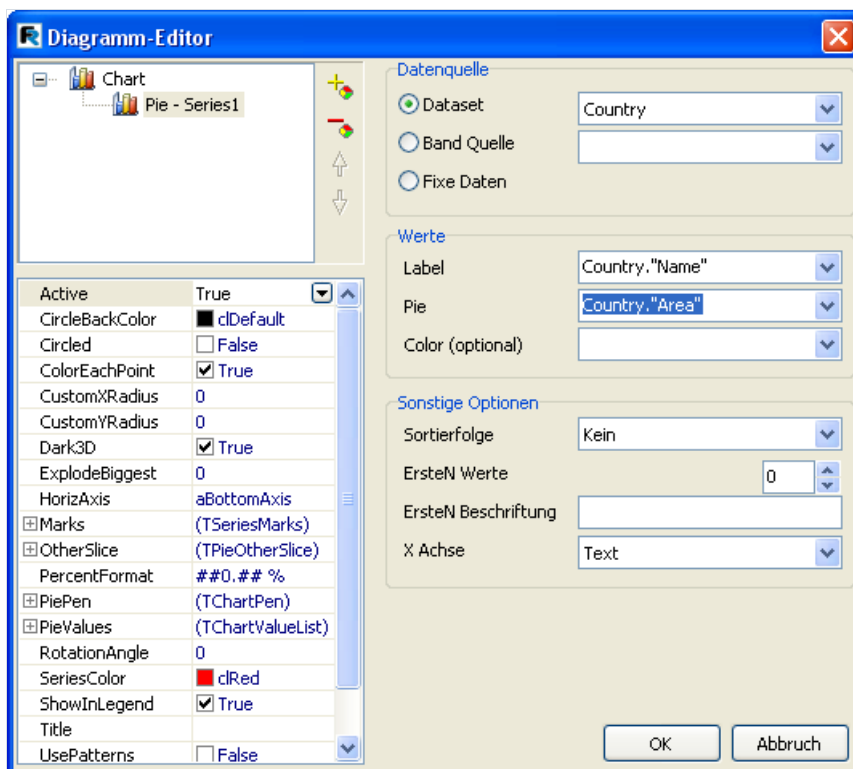 Diagramm-Editor
Chart
Pie - Series1
Active True
CircleBackColor clDefault
Circled False
ColorEachPoint True
CustomXRadius 0
CustomYRadius 0
Dark3D True
ExplodeBiggest 0
HorizAxis aBottomAxis
Marks (TSeriesMarks)
OtherSlice (TPieOtherSlice)
PercentFormat ##0.## %
PiePen (TChartPen)
PieValues (TChartValueList)
RotationAngle 0
SeriesColor clRed
ShowInLegend True
Title
UsePatterns False
Datenquelle
Dataset Country
Band Quelle
Fixe Daten
Werte
Label Country."Name"
Pie Country."Area"
Color (optional)
Sonstige Optionen
Sortierfolge Kein
ErsteN Werte 0
ErsteN Beschriftung
X Achse Text
OK Abbruch